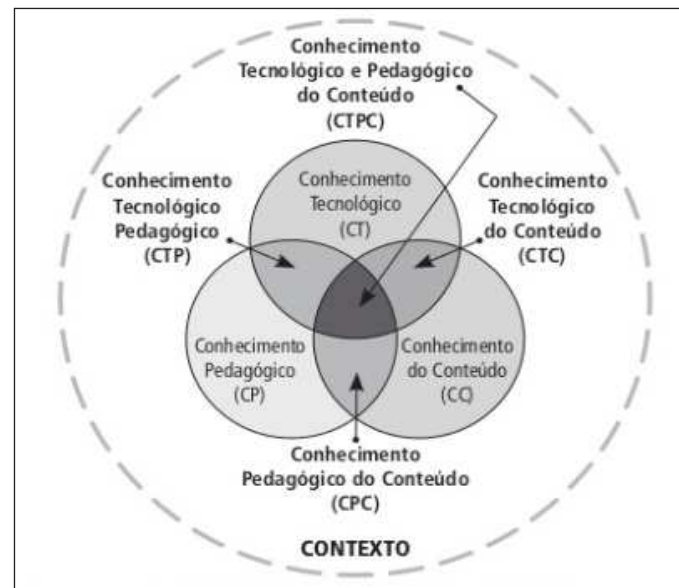 Conhecimento
Tecnológico e Pedagógico
do Conteúdo
(CTPC)
Conhecimento
Tecnológico
Pedagógico
(CTP)
Conhecimento
Tecnológico
(CT)
Conhecimento
Tecnológico
do Conteúdo
(CTC)
Conhecimento
Pedagógico
(CP)
Conhecimento
do Conteúdo
(CC)
Conhecimento
Pedagógico do Conteúdo
(CPC)
CONTEXTO